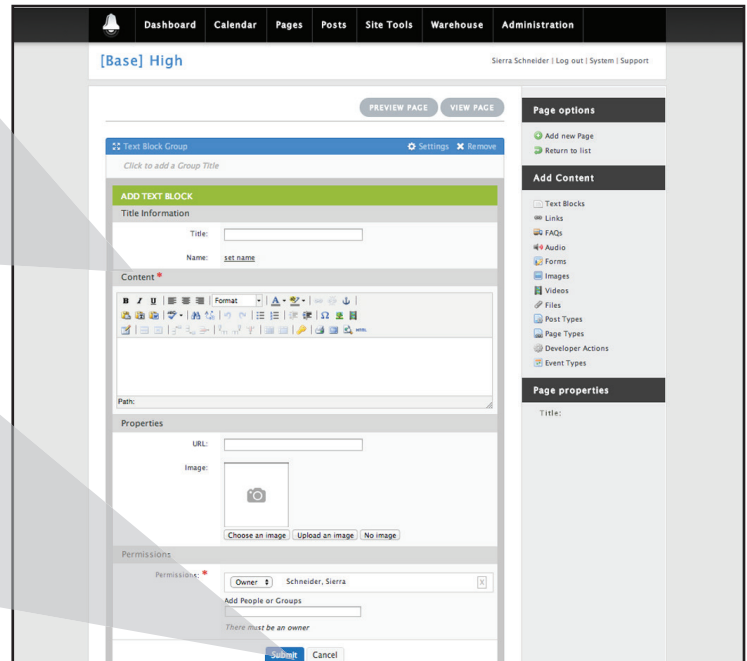 Dashboard Calendar Pages Posts Site Tools Warehouse Administration
[Base] High
Sierra Schneider | Log out | System | Support
PREVIEW PAGE VIEW PAGE
Text Block Group Settings Remove
Click to add a Group Title
ADD TEXT BLOCK
Title Information
Title:
Name: set name
Content *
B I U Format A
HTML
Path:
Properties
URL:
Image:
Choose an image Upload an image No image
Permissions
Permissions: * Owner Schneider, Sierra X
Add People or Groups
There must be an owner
Submit Cancel
Page options
Add new Page
Return to list
Add Content
Text Blocks
Links
FAQs
Audio
Forms
Images
Videos
Files
Post Types
Page Types
Developer Actions
Event Types
Page properties
Title: